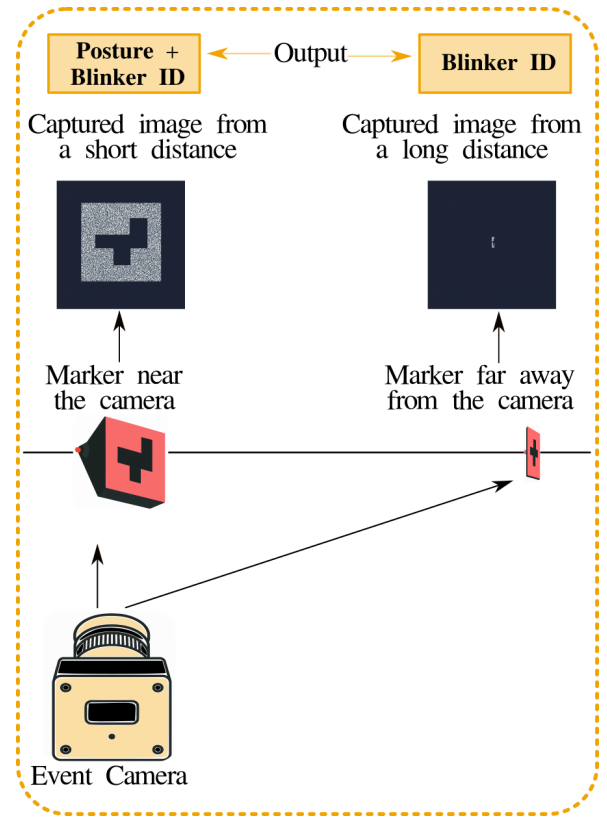 Posture +
Blinker ID
Output
Blinker ID
Captured image from
a short distance
Captured image from
a long distance
Marker near
the camera
Marker far away
from the camera
Event Camera